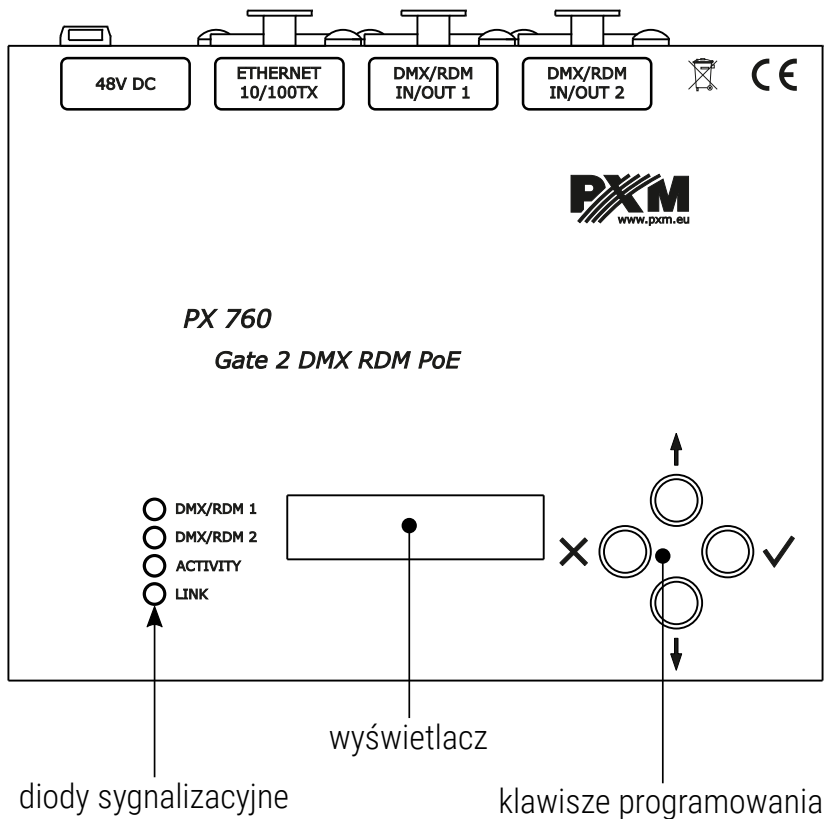 48V DC
ETHERNET
10/100TX
DMX/RDM
IN/OUT 1
DMX/RDM
IN/OUT 2
CE
PXM
www.pxm.eu
PX 760
Gate 2 DMX RDM PoE
DMX/RDM 1
DMX/RDM 2
ACTIVITY
LINK
wyświetlacz
diody sygnalizacyjne
klawisze programowania